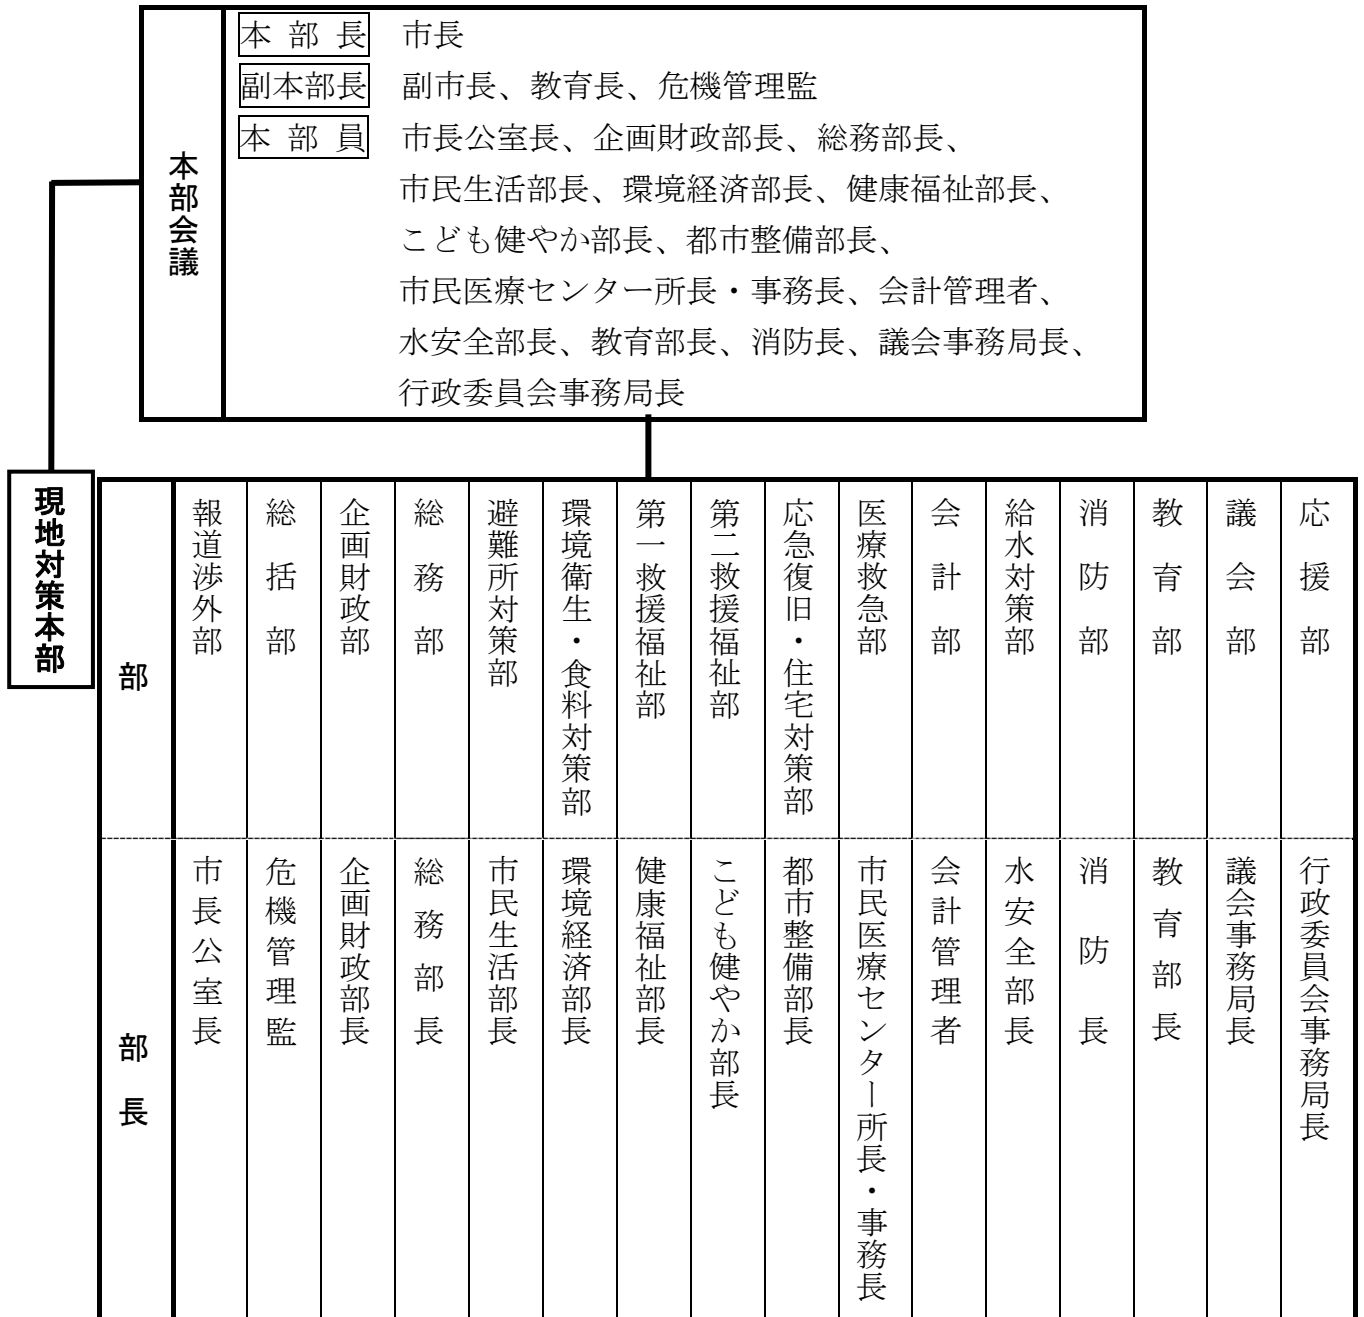 本部会議
本部長 市長
副本部長 副市長、教育長、危機管理監
本部員 市長公室長、企画財政部長、総務部長、
市民生活部長、環境経済部長、健康福祉部長、
こども健やか部長、都市整備部長、
市民医療センター所長・事務長、会計管理者、
水安全部長、教育部長、消防長、議会事務局長、
行政委員会事務局長
現地対策本部
部
報道渉外部
総括部
企画財政部
総務部
避難所対策部
環境衛生・食料対策部
第一救援福祉部
第二救援福祉部
応急復旧・住宅対策部
医療救急部
会計部
給水対策部
消防部
教育部
議会部
応援部
部長
市長公室長
危機管理監
企画財政部長
総務部長
市民生活部長
環境経済部長
健康福祉部長
こども健やか部長
都市整備部長
市民医療センター所長・事務長
会計管理者
水安全部長
消防長
教育部長
議会事務局長
行政委員会事務局長